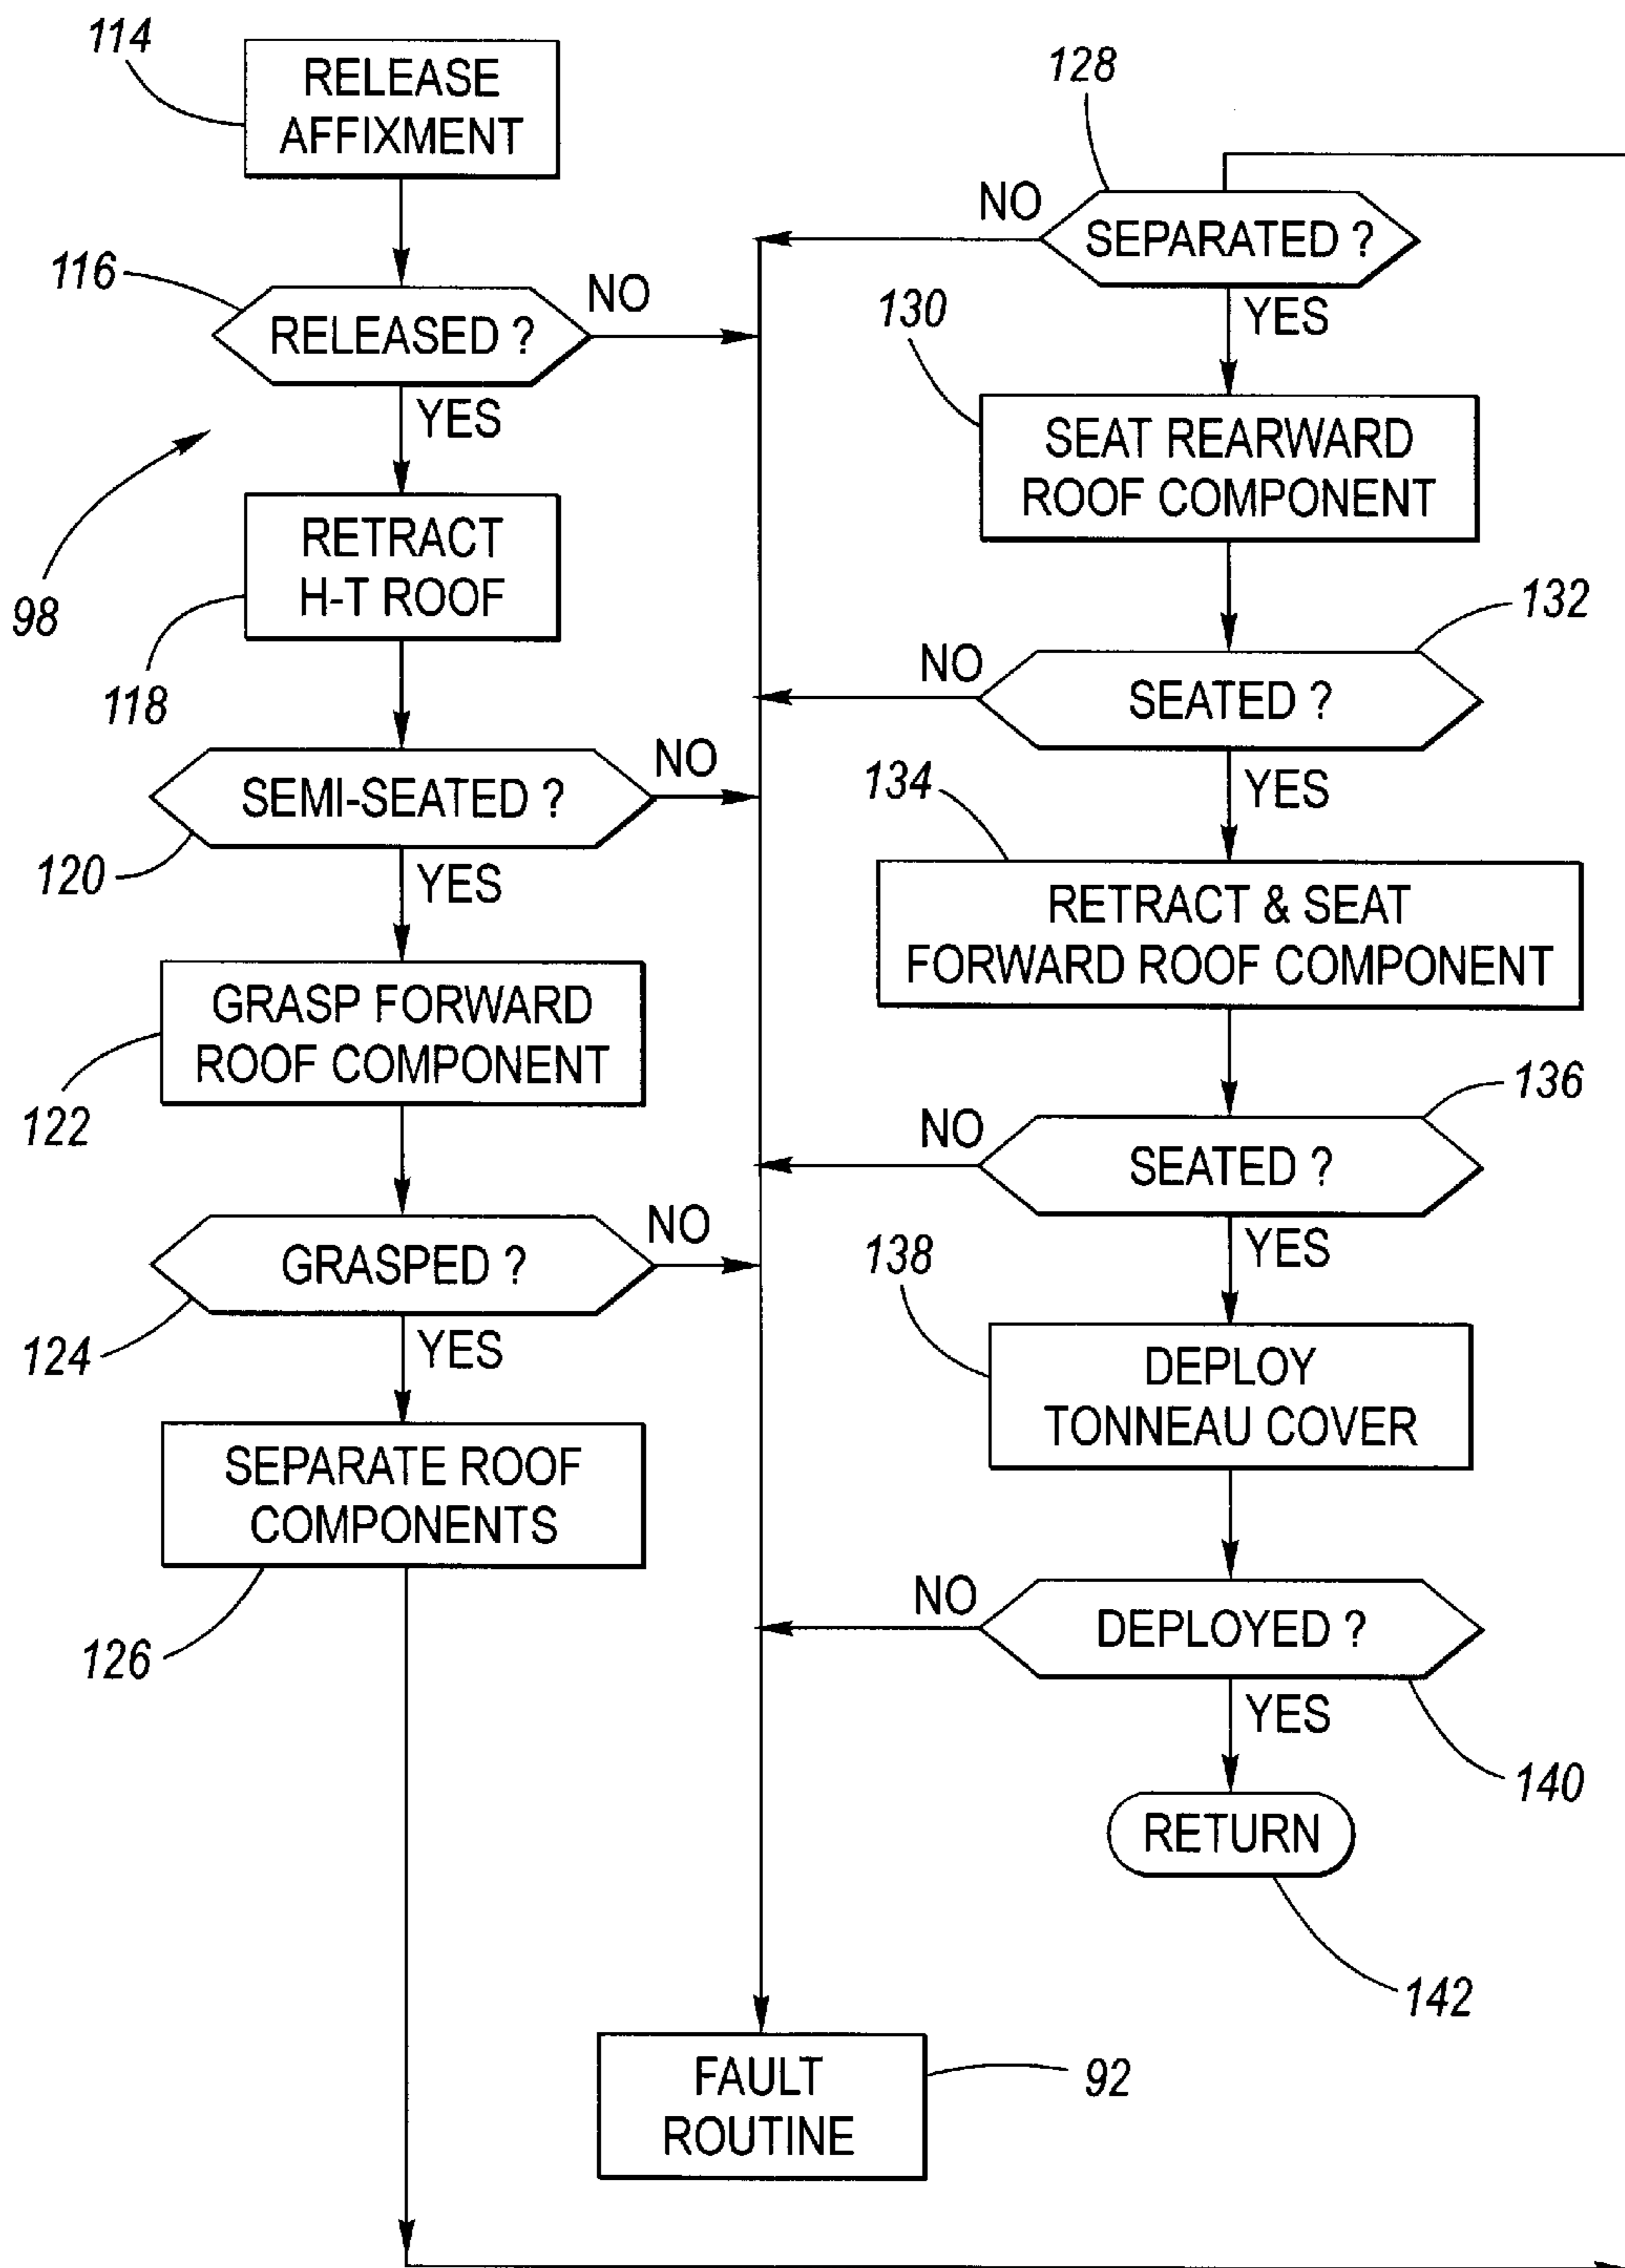 114
RELEASE
AFFIXMENT
116
RELEASED ?
NO
YES
98
RETRACT
H-T ROOF
118
SEMI-SEATED ?
NO
120
YES
GRASP FORWARD
ROOF COMPONENT
122
GRASPED ?
NO
124
YES
SEPARATE ROOF
COMPONENTS
126
128
NO
SEPARATED ?
YES
130
SEAT REARWARD
ROOF COMPONENT
132
NO
SEATED ?
YES
134
RETRACT & SEAT
FORWARD ROOF COMPONENT
136
NO
SEATED ?
YES
138
DEPLOY
TONNEAU COVER
NO
DEPLOYED ?
YES
140
RETURN
142
FAULT
ROUTINE
92